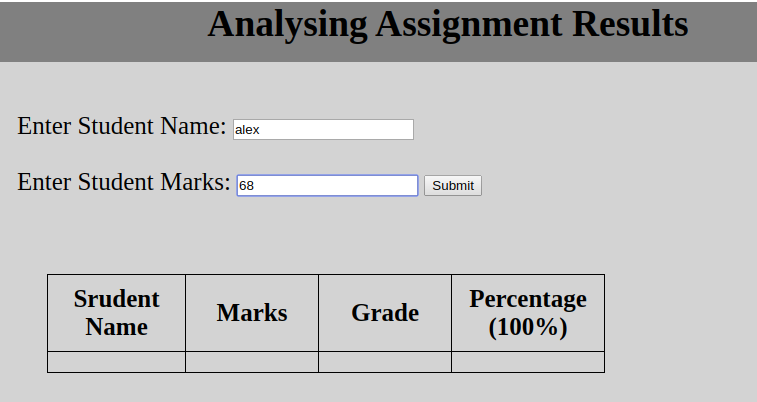 Analysing Assignment Results
Enter Student Name: alex
Enter Student Marks: 68 Submit
Srudent Name Marks Grade Percentage (100%)